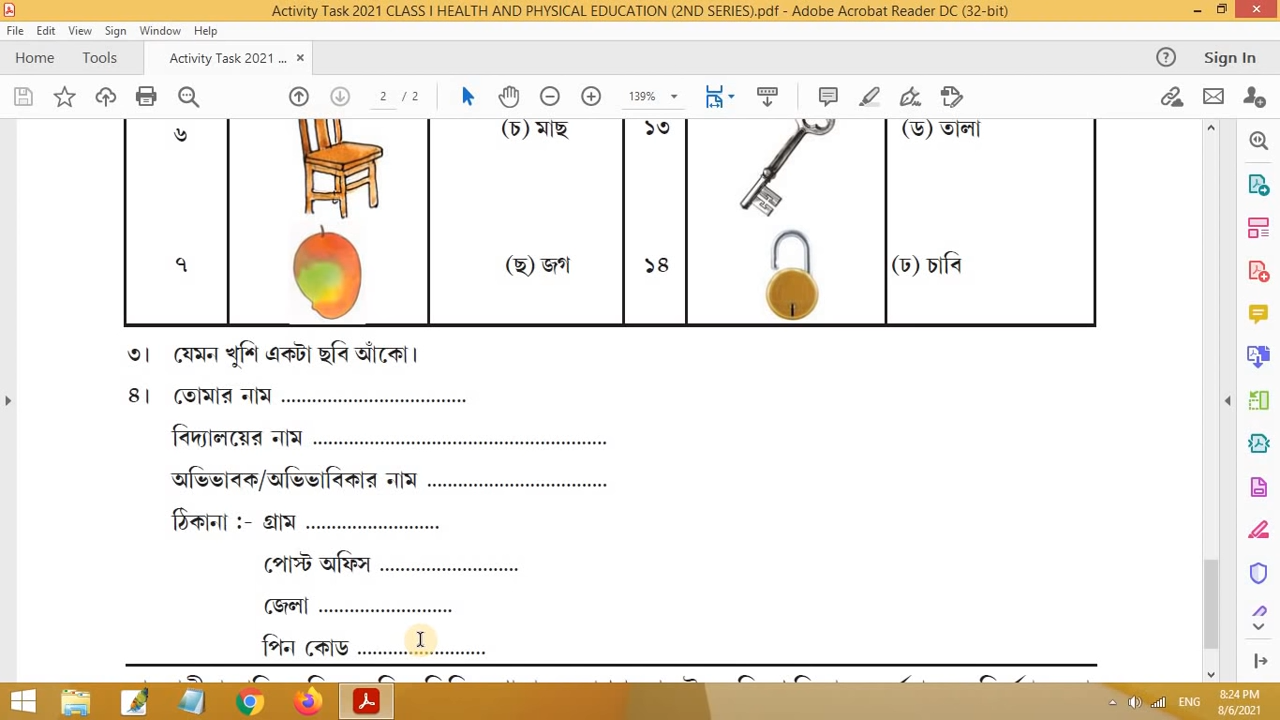 Activity Task 2021 CLASS I HEALTH AND PHYSICAL EDUCATION (2ND SERIES).pdf - Adobe Acrobat Reader DC (32-bit)
File Edit View Sign Window Help
Home Tools Activity Task 2021 ... × Sign In
2 / 2 139%
৬ (চ) মাছ ১৩ (ড) তালা
৭ (ছ) জগ ১৪ (ঢ) চাবি
৩। যেমন খুশি একটা ছবি আঁকো।
৪। তোমার নাম ....................................
বিদ্যালয়ের নাম .........................................................
অভিভাবক/অভিভাবিকার নাম ...................................
ঠিকানা :- গ্রাম ..........................
পোস্ট অফিস ...........................
জেলা ..........................
পিন কোড .........................
ENG 8:24 PM
8/6/2021